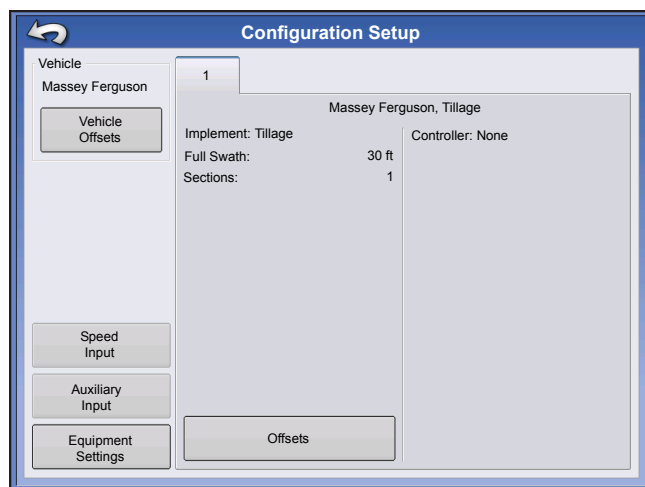 Configuration Setup
Vehicle
Massey Ferguson
Vehicle
Offsets
1
Massey Ferguson, Tillage
Implement: Tillage
Full Swath: 30 ft
Sections: 1
Controller: None
Speed
Input
Auxiliary
Input
Equipment
Settings
Offsets